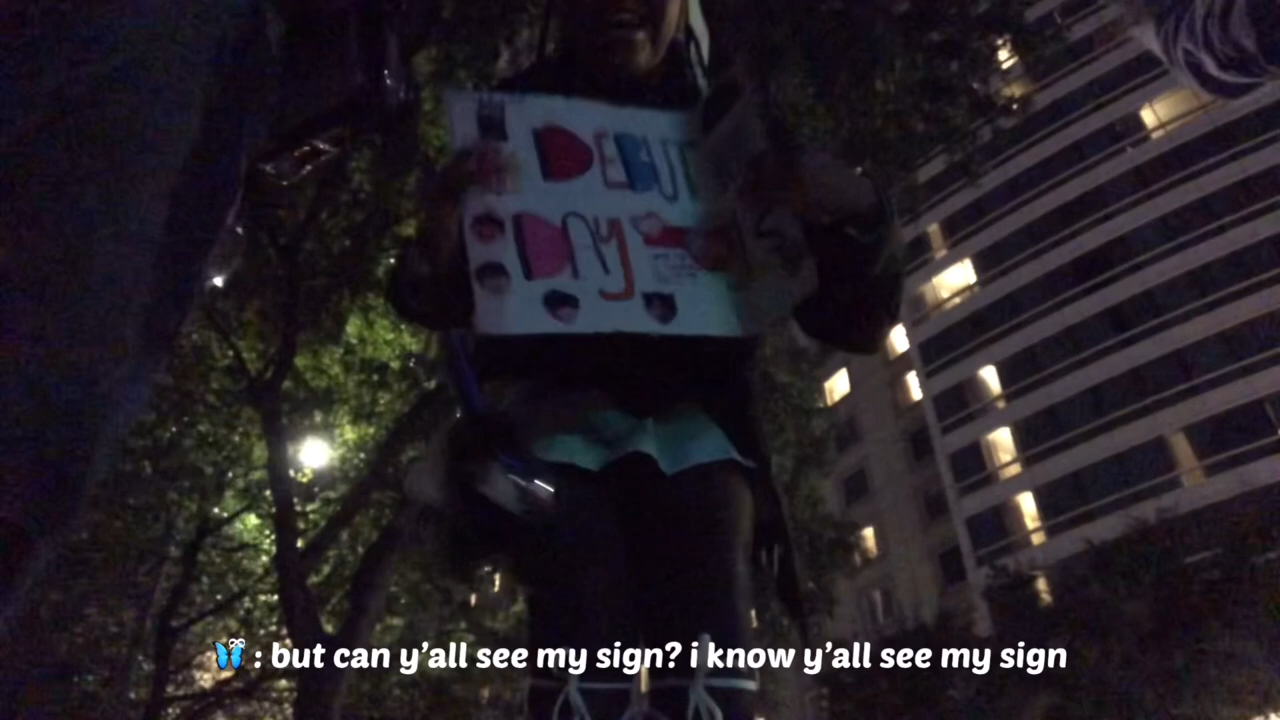 DEBUT
DAY
🦋 : but can y'all see my sign? i know y'all see my sign